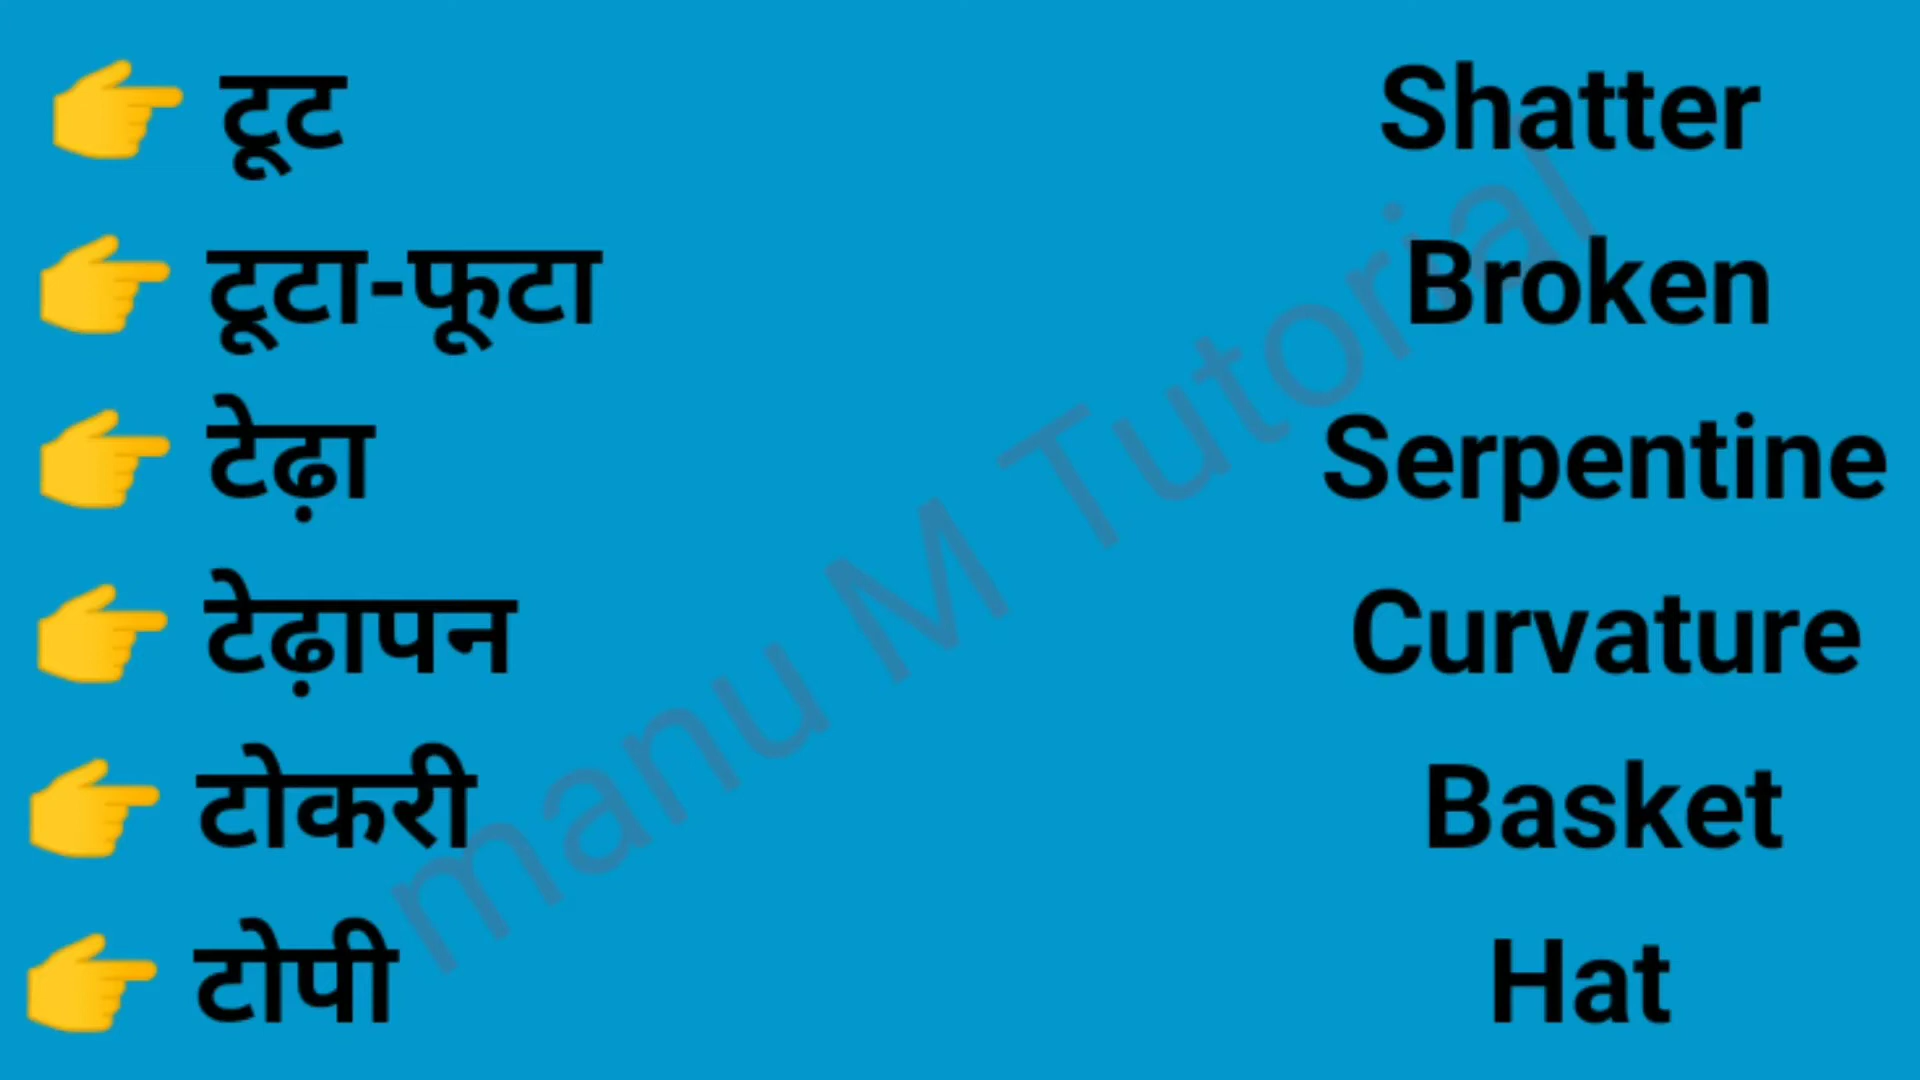 👉 टूट Shatter
👉 टूटा-फूटा Broken
👉 टेढ़ा Serpentine
👉 टेढ़ापन Curvature
👉 टोकरी Basket
👉 टोपी Hat
manu M Tutorial